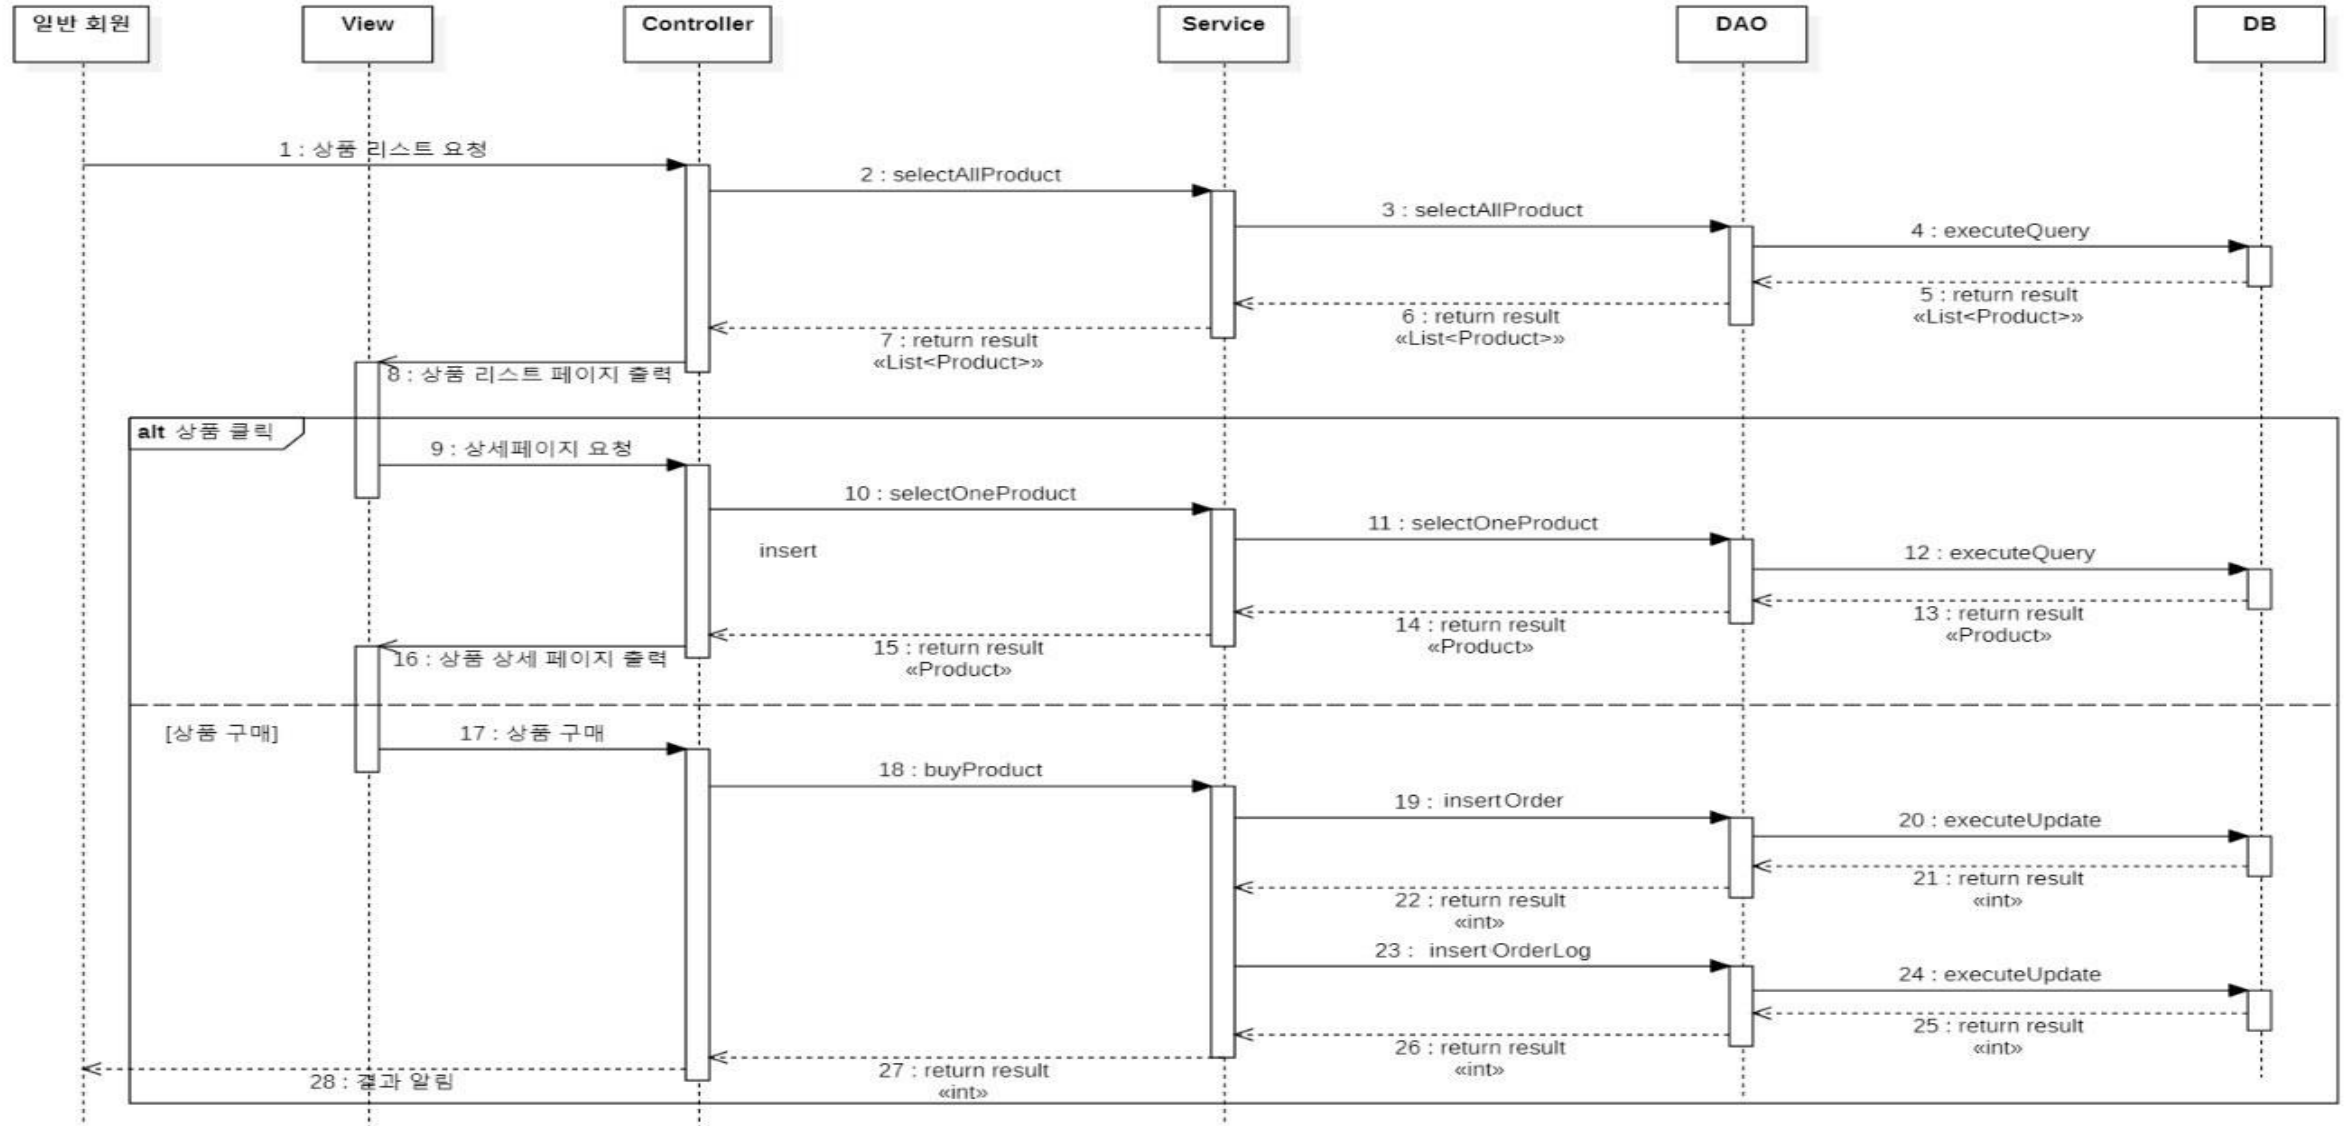 일반 회원
View
Controller
Service
DAO
DB
1 : 상품 리스트 요청
2 : selectAllProduct
3 : selectAllProduct
4 : executeQuery
5 : return result
«List<Product>»
6 : return result
«List<Product>»
7 : return result
«List<Product>»
8 : 상품 리스트 페이지 출력
alt 상품 클릭
9 : 상세페이지 요청
10 : selectOneProduct
11 : selectOneProduct
insert
12 : executeQuery
13 : return result
«Product»
14 : return result
«Product»
15 : return result
«Product»
16 : 상품 상세 페이지 출력
[상품 구매]
17 : 상품 구매
18 : buyProduct
19 : insertOrder
20 : executeUpdate
21 : return result
«int»
22 : return result
«int»
23 : insertOrderLog
24 : executeUpdate
25 : return result
«int»
26 : return result
«int»
27 : return result
«int»
28 : 결과 알림